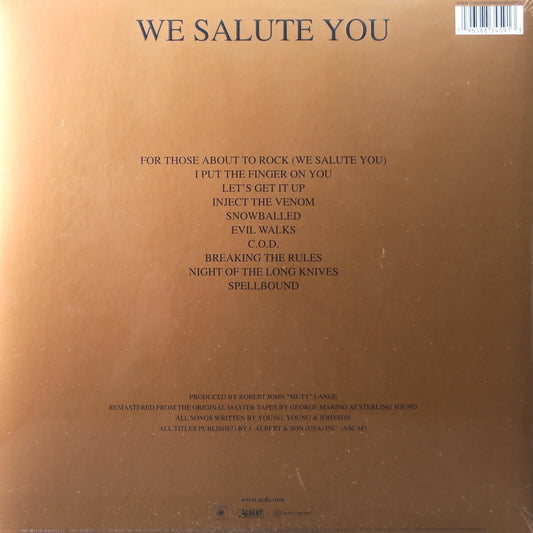 WE SALUTE YOU
FOR THOSE ABOUT TO ROCK (WE SALUTE YOU)
I PUT THE FINGER ON YOU
LET'S GET IT UP
INJECT THE VENOM
SNOWBALLED
EVIL WALKS
C.O.D.
BREAKING THE RULES
NIGHT OF THE LONG KNIVES
SPELLBOUND
PRODUCED BY ROBERT JOHN “MUTT” LANGE
REMASTERED FROM THE ORIGINAL MASTER TAPES BY GEORGE MARINO AT STERLING SOUND
ALL SONGS WRITTEN BY YOUNG, YOUNG & JOHNSON
ALL TITLES PUBLISHED BY J. ALBERT & SON (USA) INC. (ASCAP)
ALBERT